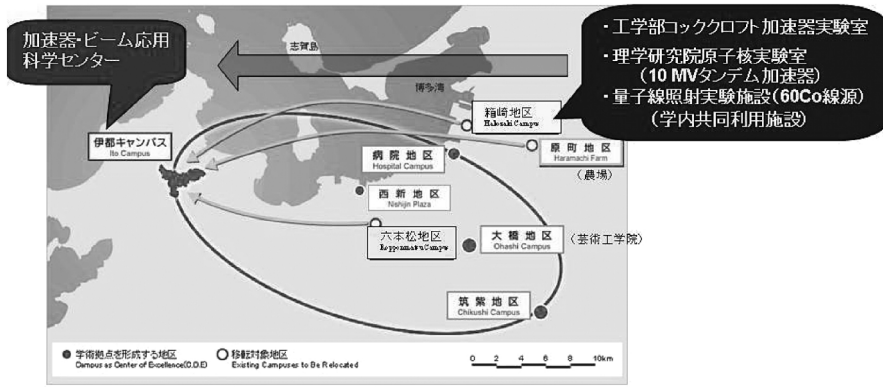 加速器・ビーム応用
科学センター
・工学部コッククロフト加速器実験室
・理学研究院原子核実験室
(10 MVタンデム加速器)
・量子線照射実験施設(60Co線源)
(学内共同利用施設)
志賀島
博多湾
箱崎地区
Hakozaki Campus
伊都キャンパス
Ito Campus
原町地区
Haramachi Farm
(農場)
病院地区
Hospital Campus
西新地区
Nishijin Plaza
六本松地区
Ropponmatsu Campus
大橋地区
Ohashi Campus
(芸術工学院)
筑紫地区
Chikushi Campus
学術拠点を形成する地区
Campus as Center of Excellence(C.O.E)
移転対象地区
Existing Campuses to Be Relocated
0 2 4 6 8 10km